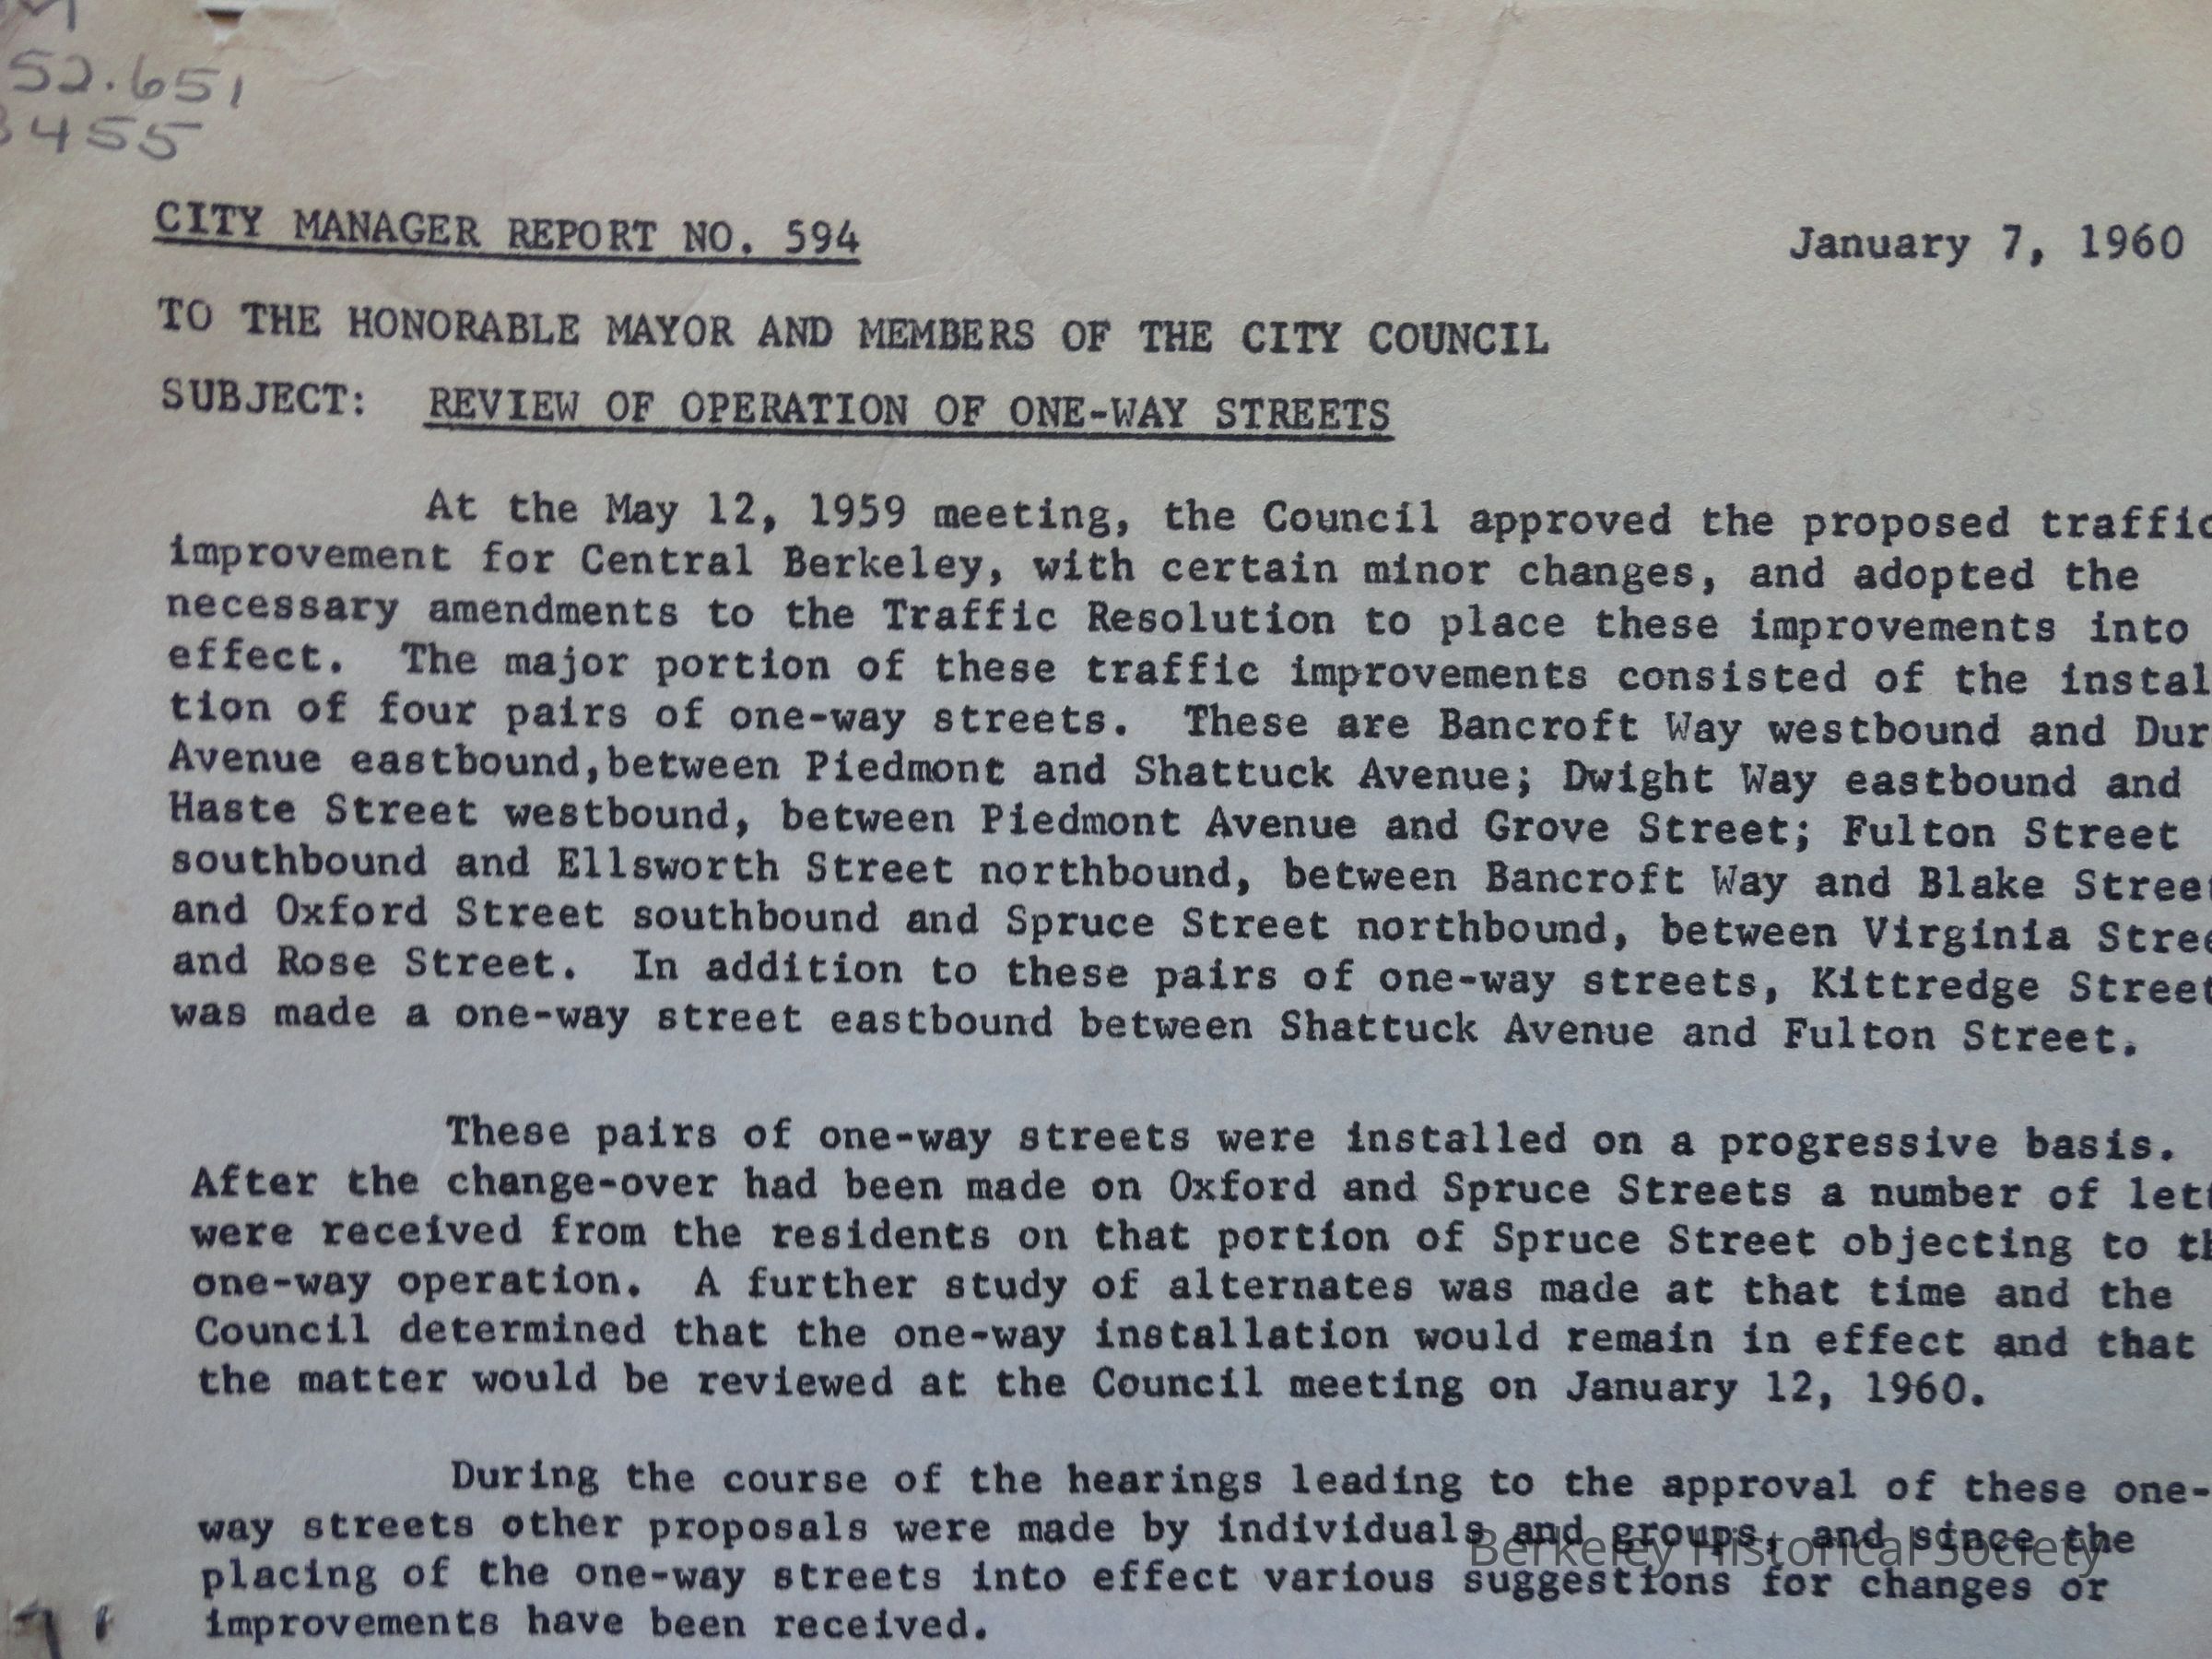 52.651
3455
CITY MANAGER REPORT NO. 594
January 7, 1960
TO THE HONORABLE MAYOR AND MEMBERS OF THE CITY COUNCIL
SUBJECT: REVIEW OF OPERATION OF ONE-WAY STREETS
At the May 12, 1959 meeting, the Council approved the proposed traffic
improvement for Central Berkeley, with certain minor changes, and adopted the
necessary amendments to the Traffic Resolution to place these improvements into
effect. The major portion of these traffic improvements consisted of the instal
tion of four pairs of one-way streets. These are Bancroft Way westbound and Dur
Avenue eastbound,between Piedmont and Shattuck Avenue; Dwight Way eastbound and
Haste Street westbound, between Piedmont Avenue and Grove Street; Fulton Street
southbound and Ellsworth Street northbound, between Bancroft Way and Blake Street
and Oxford Street southbound and Spruce Street northbound, between Virginia Stree
and Rose Street. In addition to these pairs of one-way streets, Kittredge Street
was made a one-way street eastbound between Shattuck Avenue and Fulton Street.
These pairs of one-way streets were installed on a progressive basis.
After the change-over had been made on Oxford and Spruce Streets a number of lett
were received from the residents on that portion of Spruce Street objecting to th
one-way operation. A further study of alternates was made at that time and the
Council determined that the one-way installation would remain in effect and that
the matter would be reviewed at the Council meeting on January 12, 1960.
During the course of the hearings leading to the approval of these one-
way streets other proposals were made by individuals and groups, and since the
placing of the one-way streets into effect various suggestions for changes or
improvements have been received.
Berkeley Historical Society